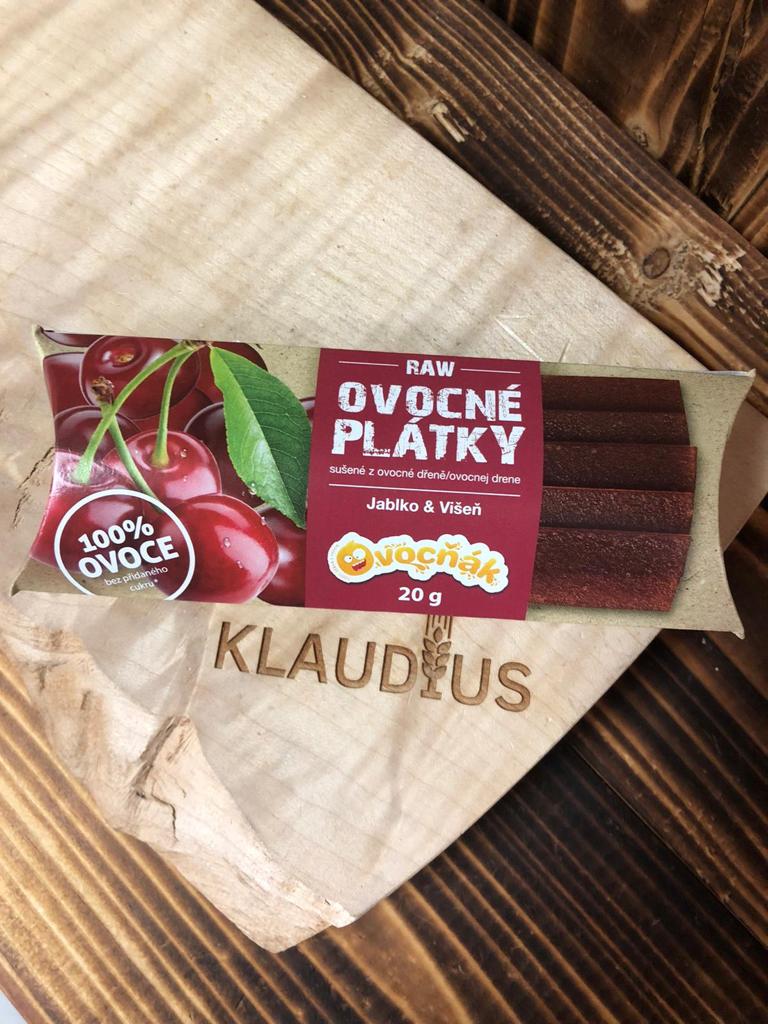 RAW
OVOCNÉ
PLÁTKY
sušené z ovocné dřeně/ovocnej drene
Jablko & Višeň
Ovocňák
20 g
100%
OVOCE
bez přidaného
cukru*
KLAUDIUS